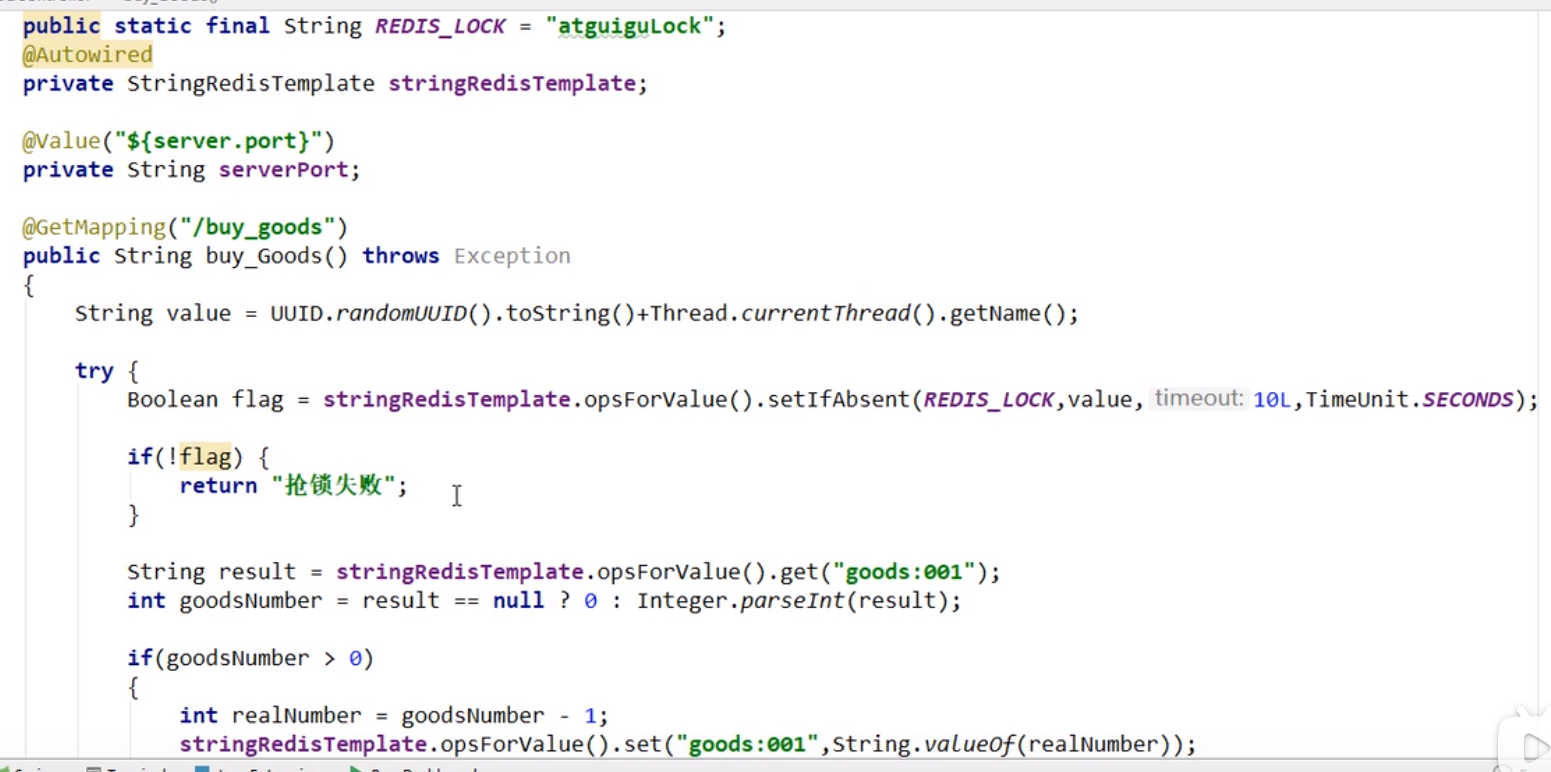 public static final String REDIS_LOCK = "atguiguLock";
@Autowired
private StringRedisTemplate stringRedisTemplate;
@Value("${server.port}")
private String serverPort;
@GetMapping("/buy_goods")
public String buy_Goods() throws Exception
{
String value = UUID.randomUUID().toString()+Thread.currentThread().getName();
try {
Boolean flag = stringRedisTemplate.opsForValue().setIfAbsent(REDIS_LOCK,value, timeout: 10L,TimeUnit.SECONDS);
if(!flag) {
return "抢锁失败";
}
String result = stringRedisTemplate.opsForValue().get("goods:001");
int goodsNumber = result == null ? 0 : Integer.parseInt(result);
if(goodsNumber > 0)
{
int realNumber = goodsNumber - 1;
stringRedisTemplate.opsForValue().set("goods:001",String.valueOf(realNumber));